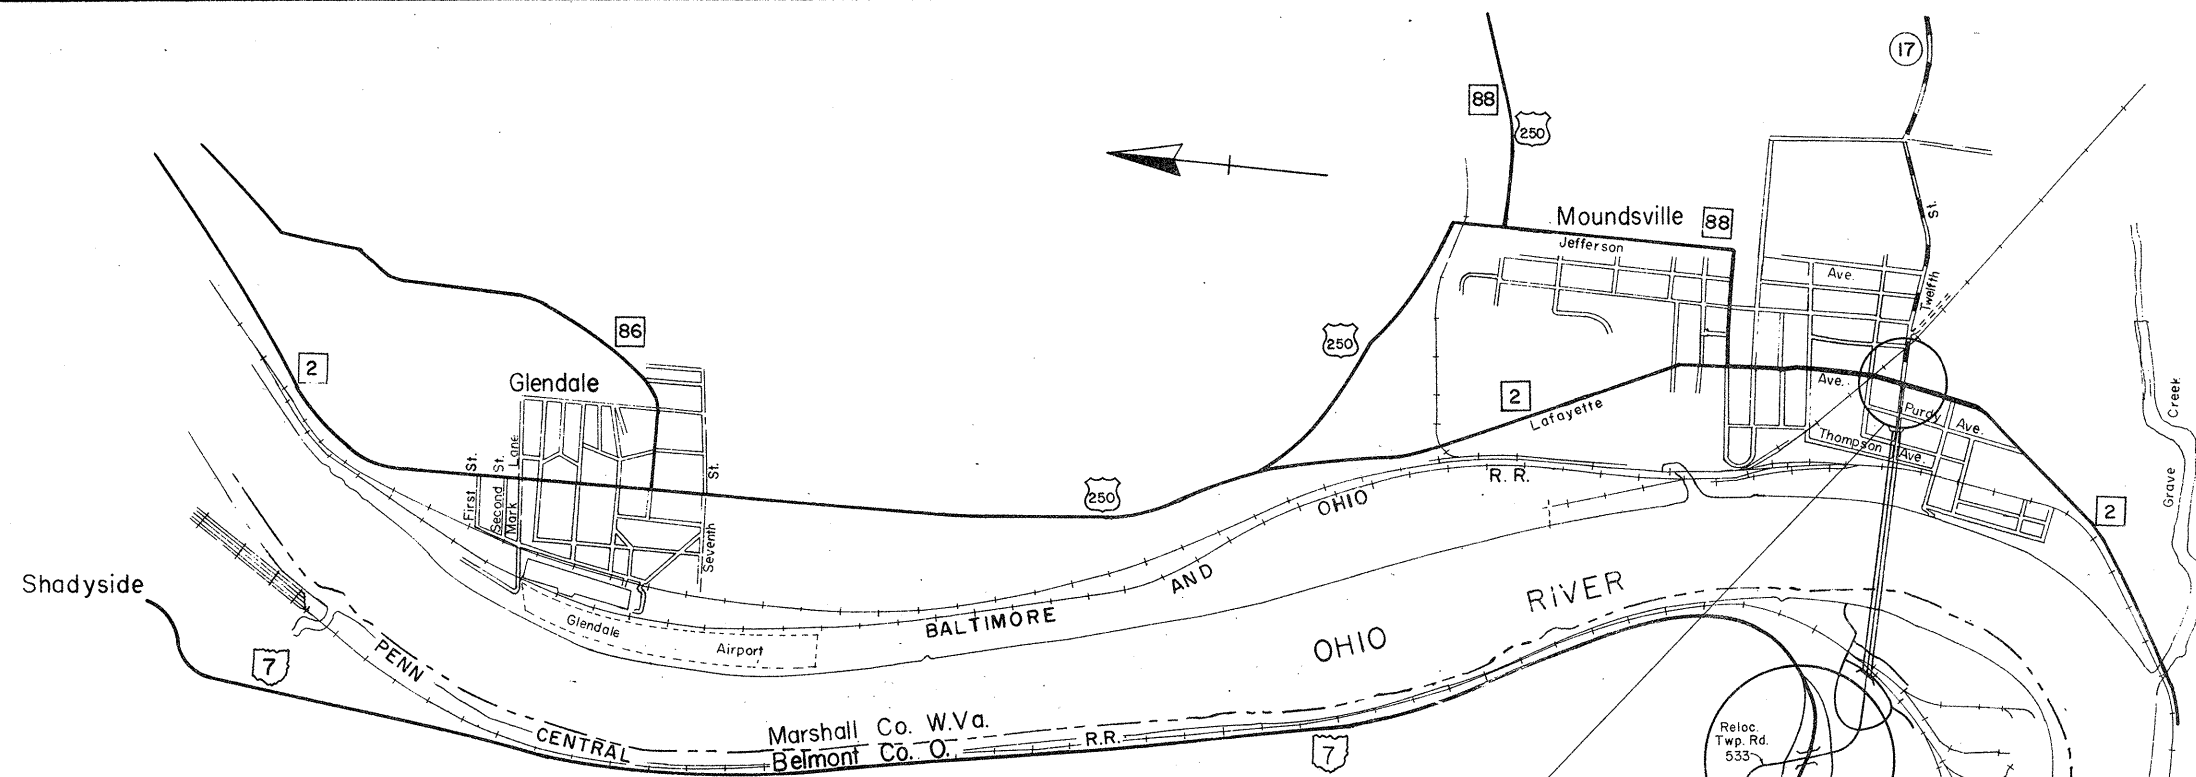 17
88
250
Moundsville
88
Jefferson
Ave.
St.
Twelfth
86
250
2
Glendale
2
Lafayette
Ave.
Purdy
Ave.
Thompson
Ave
Creek
Grave
First
St.
Second
St.
Mark
Lane
St.
Seventh
250
OHIO
R. R.
2
AND
BALTIMORE
Shadyside
7
Glendale
Airport
RIVER
OHIO
PENN
CENTRAL
R.R.
Marshall Co. W.Va.
Belmont Co. O.
7
Reloc.
Twp. Rd.
533